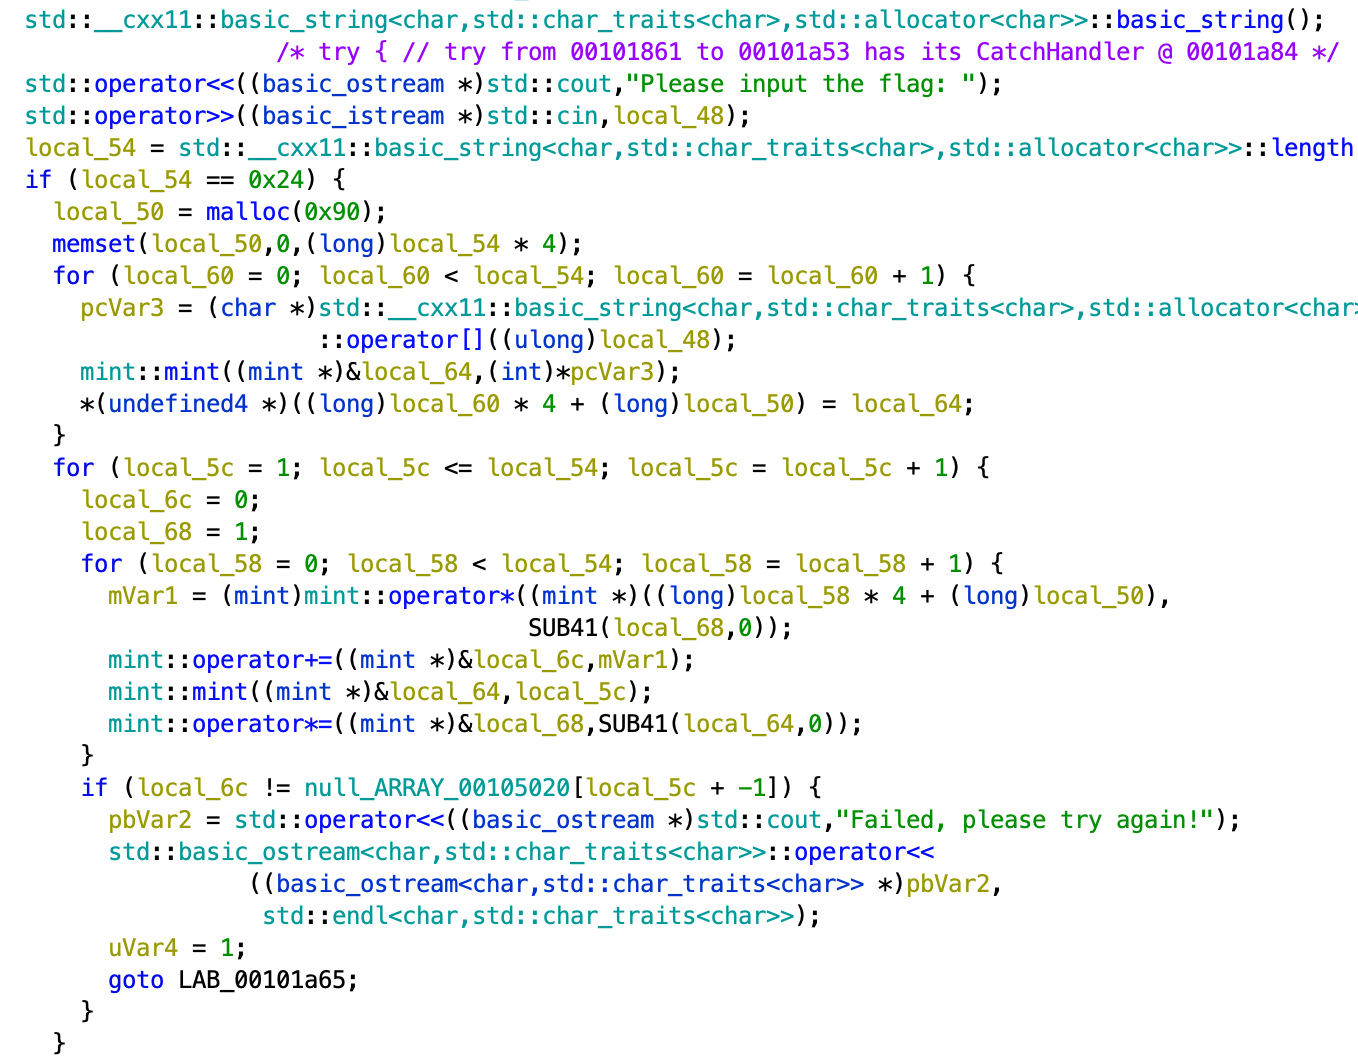 std::__cxx11::basic_string<char,std::char_traits<char>,std::allocator<char>>::basic_string();
/* try { // try from 00101861 to 00101a53 has its CatchHandler @ 00101a84 */
std::operator<<((basic_ostream *)std::cout,"Please input the flag: ");
std::operator>>((basic_istream *)std::cin,local_48);
local_54 = std::__cxx11::basic_string<char,std::char_traits<char>,std::allocator<char>>::length
if (local_54 == 0x24) {
local_50 = malloc(0x90);
memset(local_50,0,(long)local_54 * 4);
for (local_60 = 0; local_60 < local_54; local_60 = local_60 + 1) {
pcVar3 = (char *)std::__cxx11::basic_string<char,std::char_traits<char>,std::allocator<char>
::operator[]((ulong)local_48);
mint::mint((mint *)&local_64,(int)*pcVar3);
*(undefined4 *)((long)local_60 * 4 + (long)local_50) = local_64;
}
for (local_5c = 1; local_5c <= local_54; local_5c = local_5c + 1) {
local_6c = 0;
local_68 = 1;
for (local_58 = 0; local_58 < local_54; local_58 = local_58 + 1) {
mVar1 = (mint)mint::operator*((mint *)((long)local_58 * 4 + (long)local_50),
SUB41(local_68,0));
mint::operator+=((mint *)&local_6c,mVar1);
mint::mint((mint *)&local_64,local_5c);
mint::operator*=((mint *)&local_68,SUB41(local_64,0));
}
if (local_6c != null_ARRAY_00105020[local_5c + -1]) {
pbVar2 = std::operator<<((basic_ostream *)std::cout,"Failed, please try again!");
std::basic_ostream<char,std::char_traits<char>>::operator<<
((basic_ostream<char,std::char_traits<char>> *)pbVar2,
std::endl<char,std::char_traits<char>>);
uVar4 = 1;
goto LAB_00101a65;
}
}